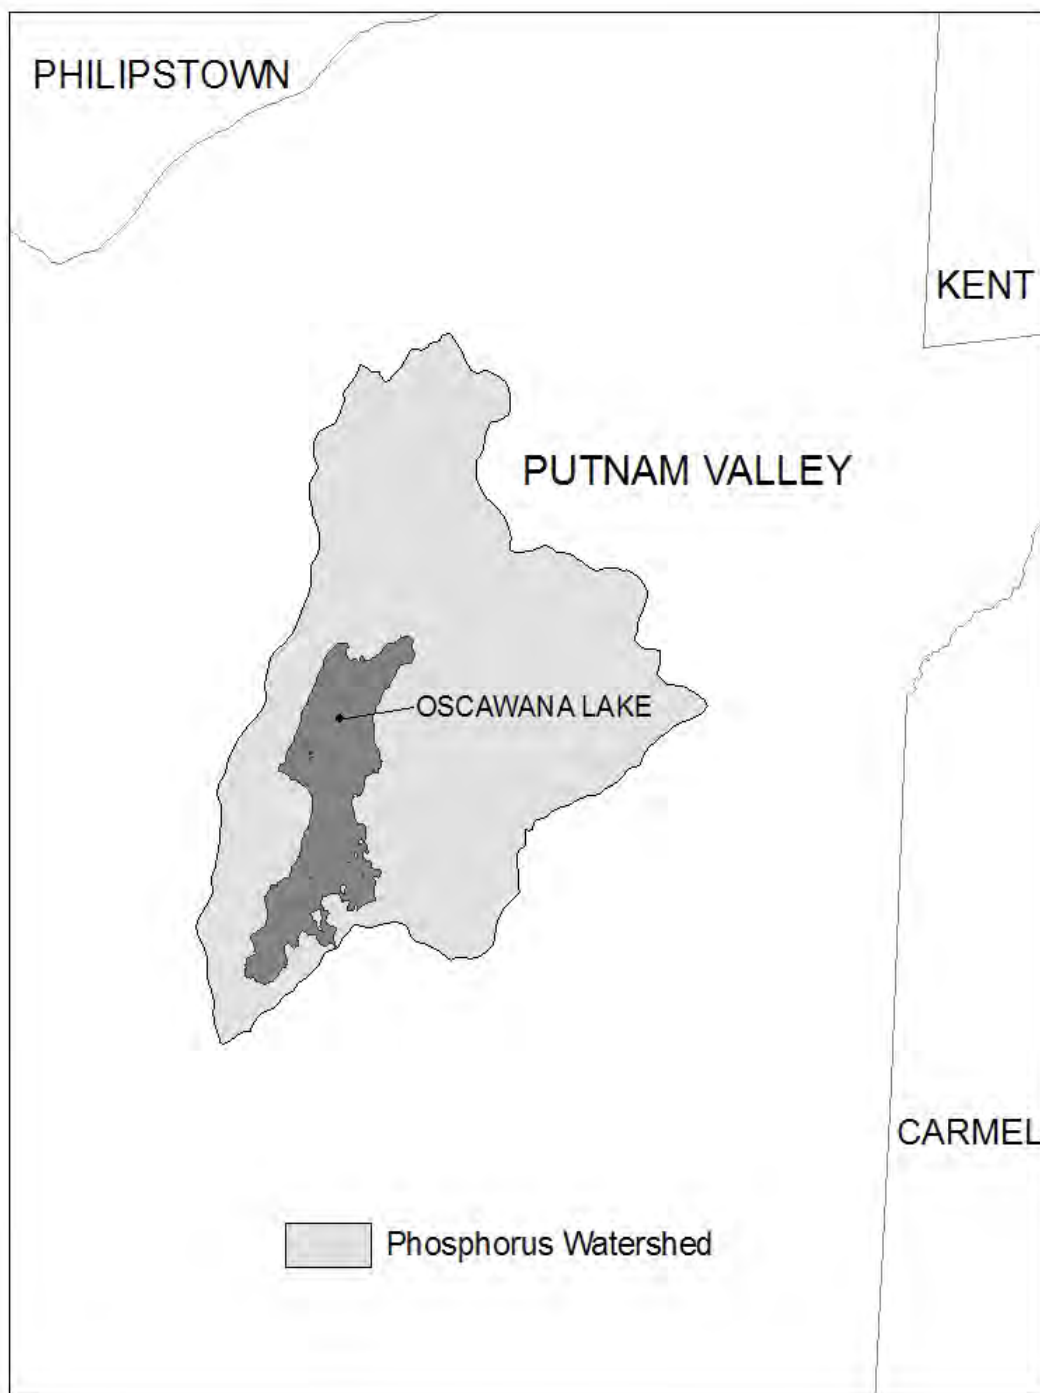 PHILIPSTOWN
KENT
PUTNAM VALLEY
OSCAWANA LAKE
CARMEL
Phosphorus Watershed